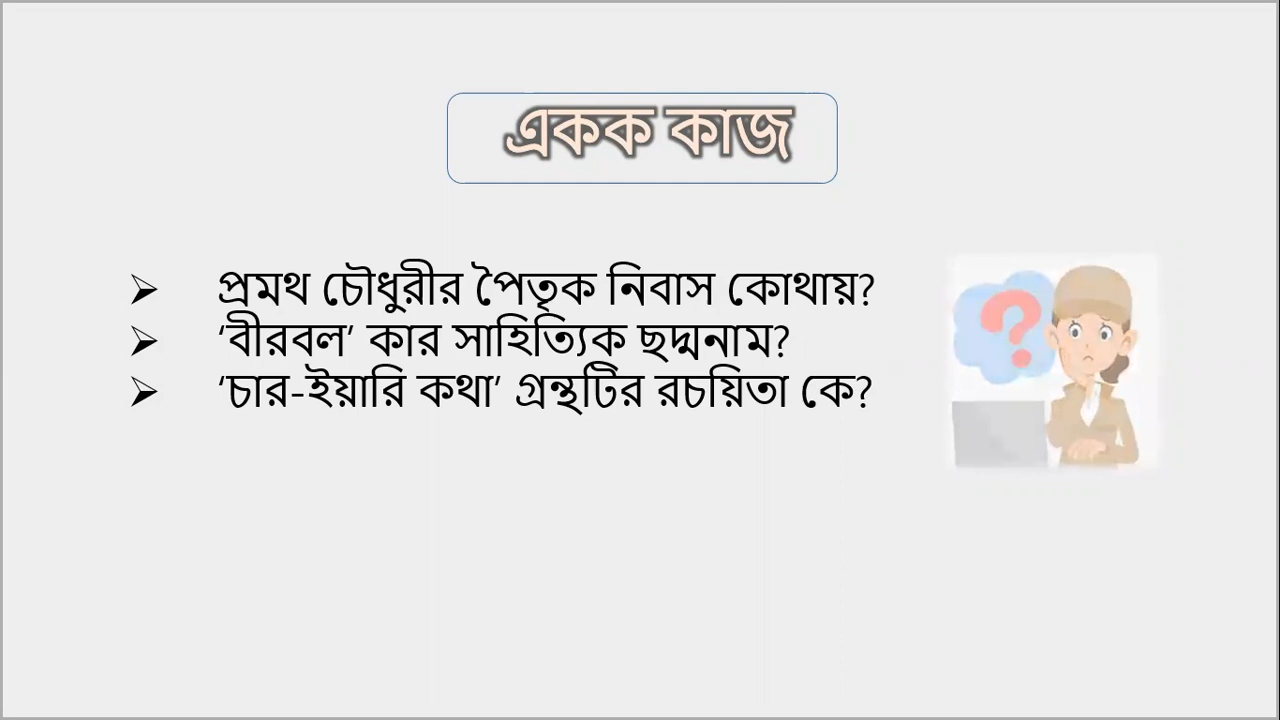 একক কাজ
➢ প্রমথ চৌধুরীর পৈতৃক নিবাস কোথায়?
➢ ‘বীরবল’ কার সাহিত্যিক ছদ্মনাম?
➢ ‘চার-ইয়ারি কথা’ গ্রন্থটির রচয়িতা কে?